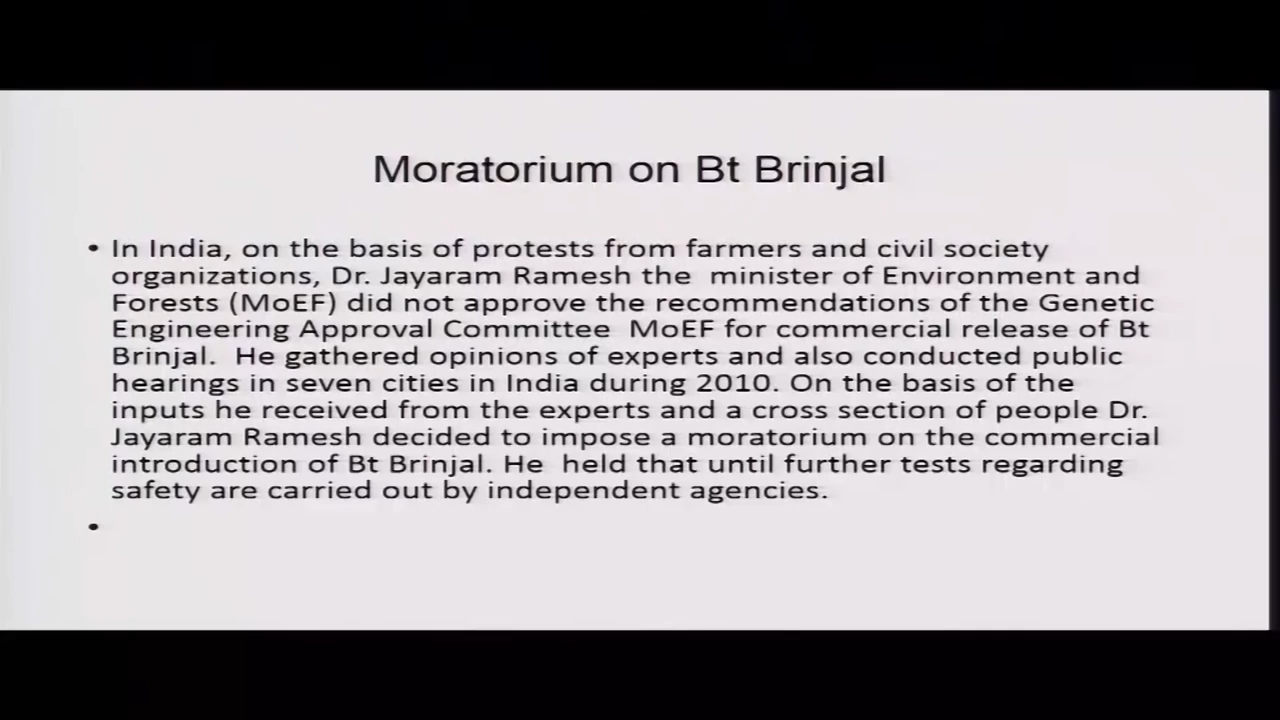 Moratorium on Bt Brinjal
• In India, on the basis of protests from farmers and civil society
organizations, Dr. Jayaram Ramesh the  minister of Environment and
Forests (MoEF) did not approve the recommendations of the Genetic
Engineering Approval Committee  MoEF for commercial release of Bt
Brinjal.  He gathered opinions of experts and also conducted public
hearings in seven cities in India during 2010. On the basis of the
inputs he received from the experts and a cross section of people Dr.
Jayaram Ramesh decided to impose a moratorium on the commercial
introduction of Bt Brinjal. He  held that until further tests regarding
safety are carried out by independent agencies.
•